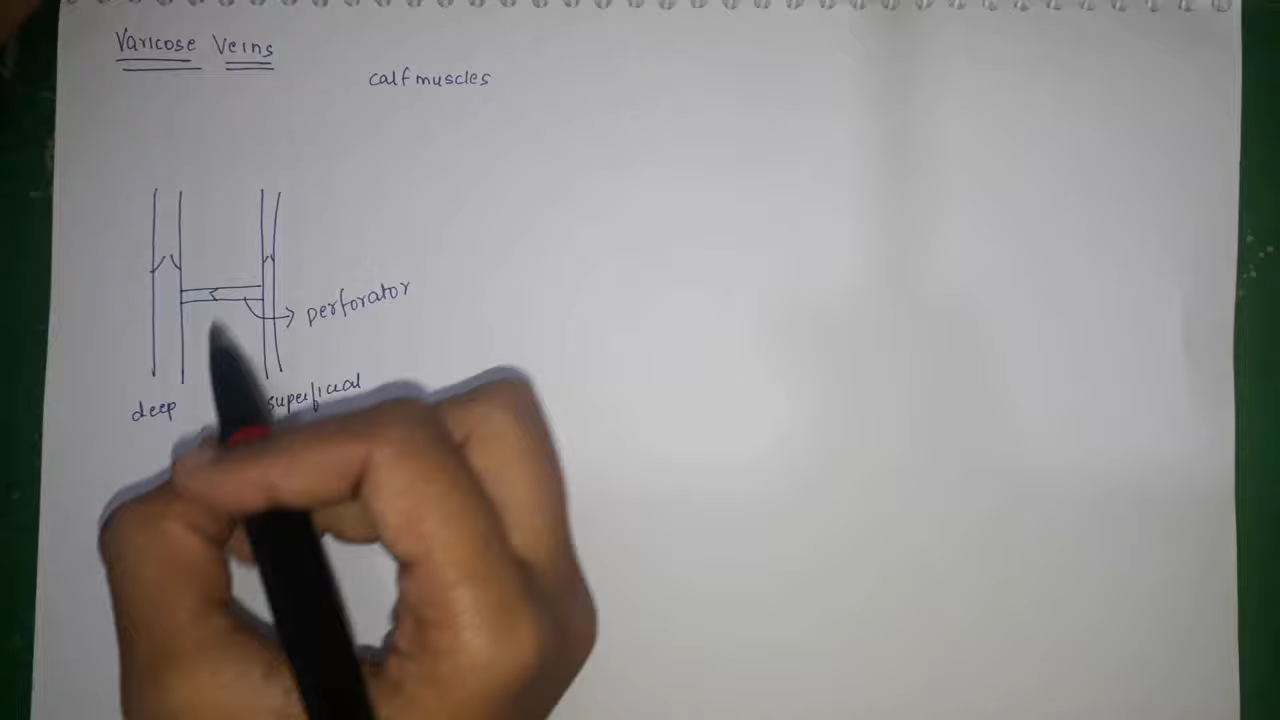 Varicose Veins
calf muscles
perforator
superficial
deep